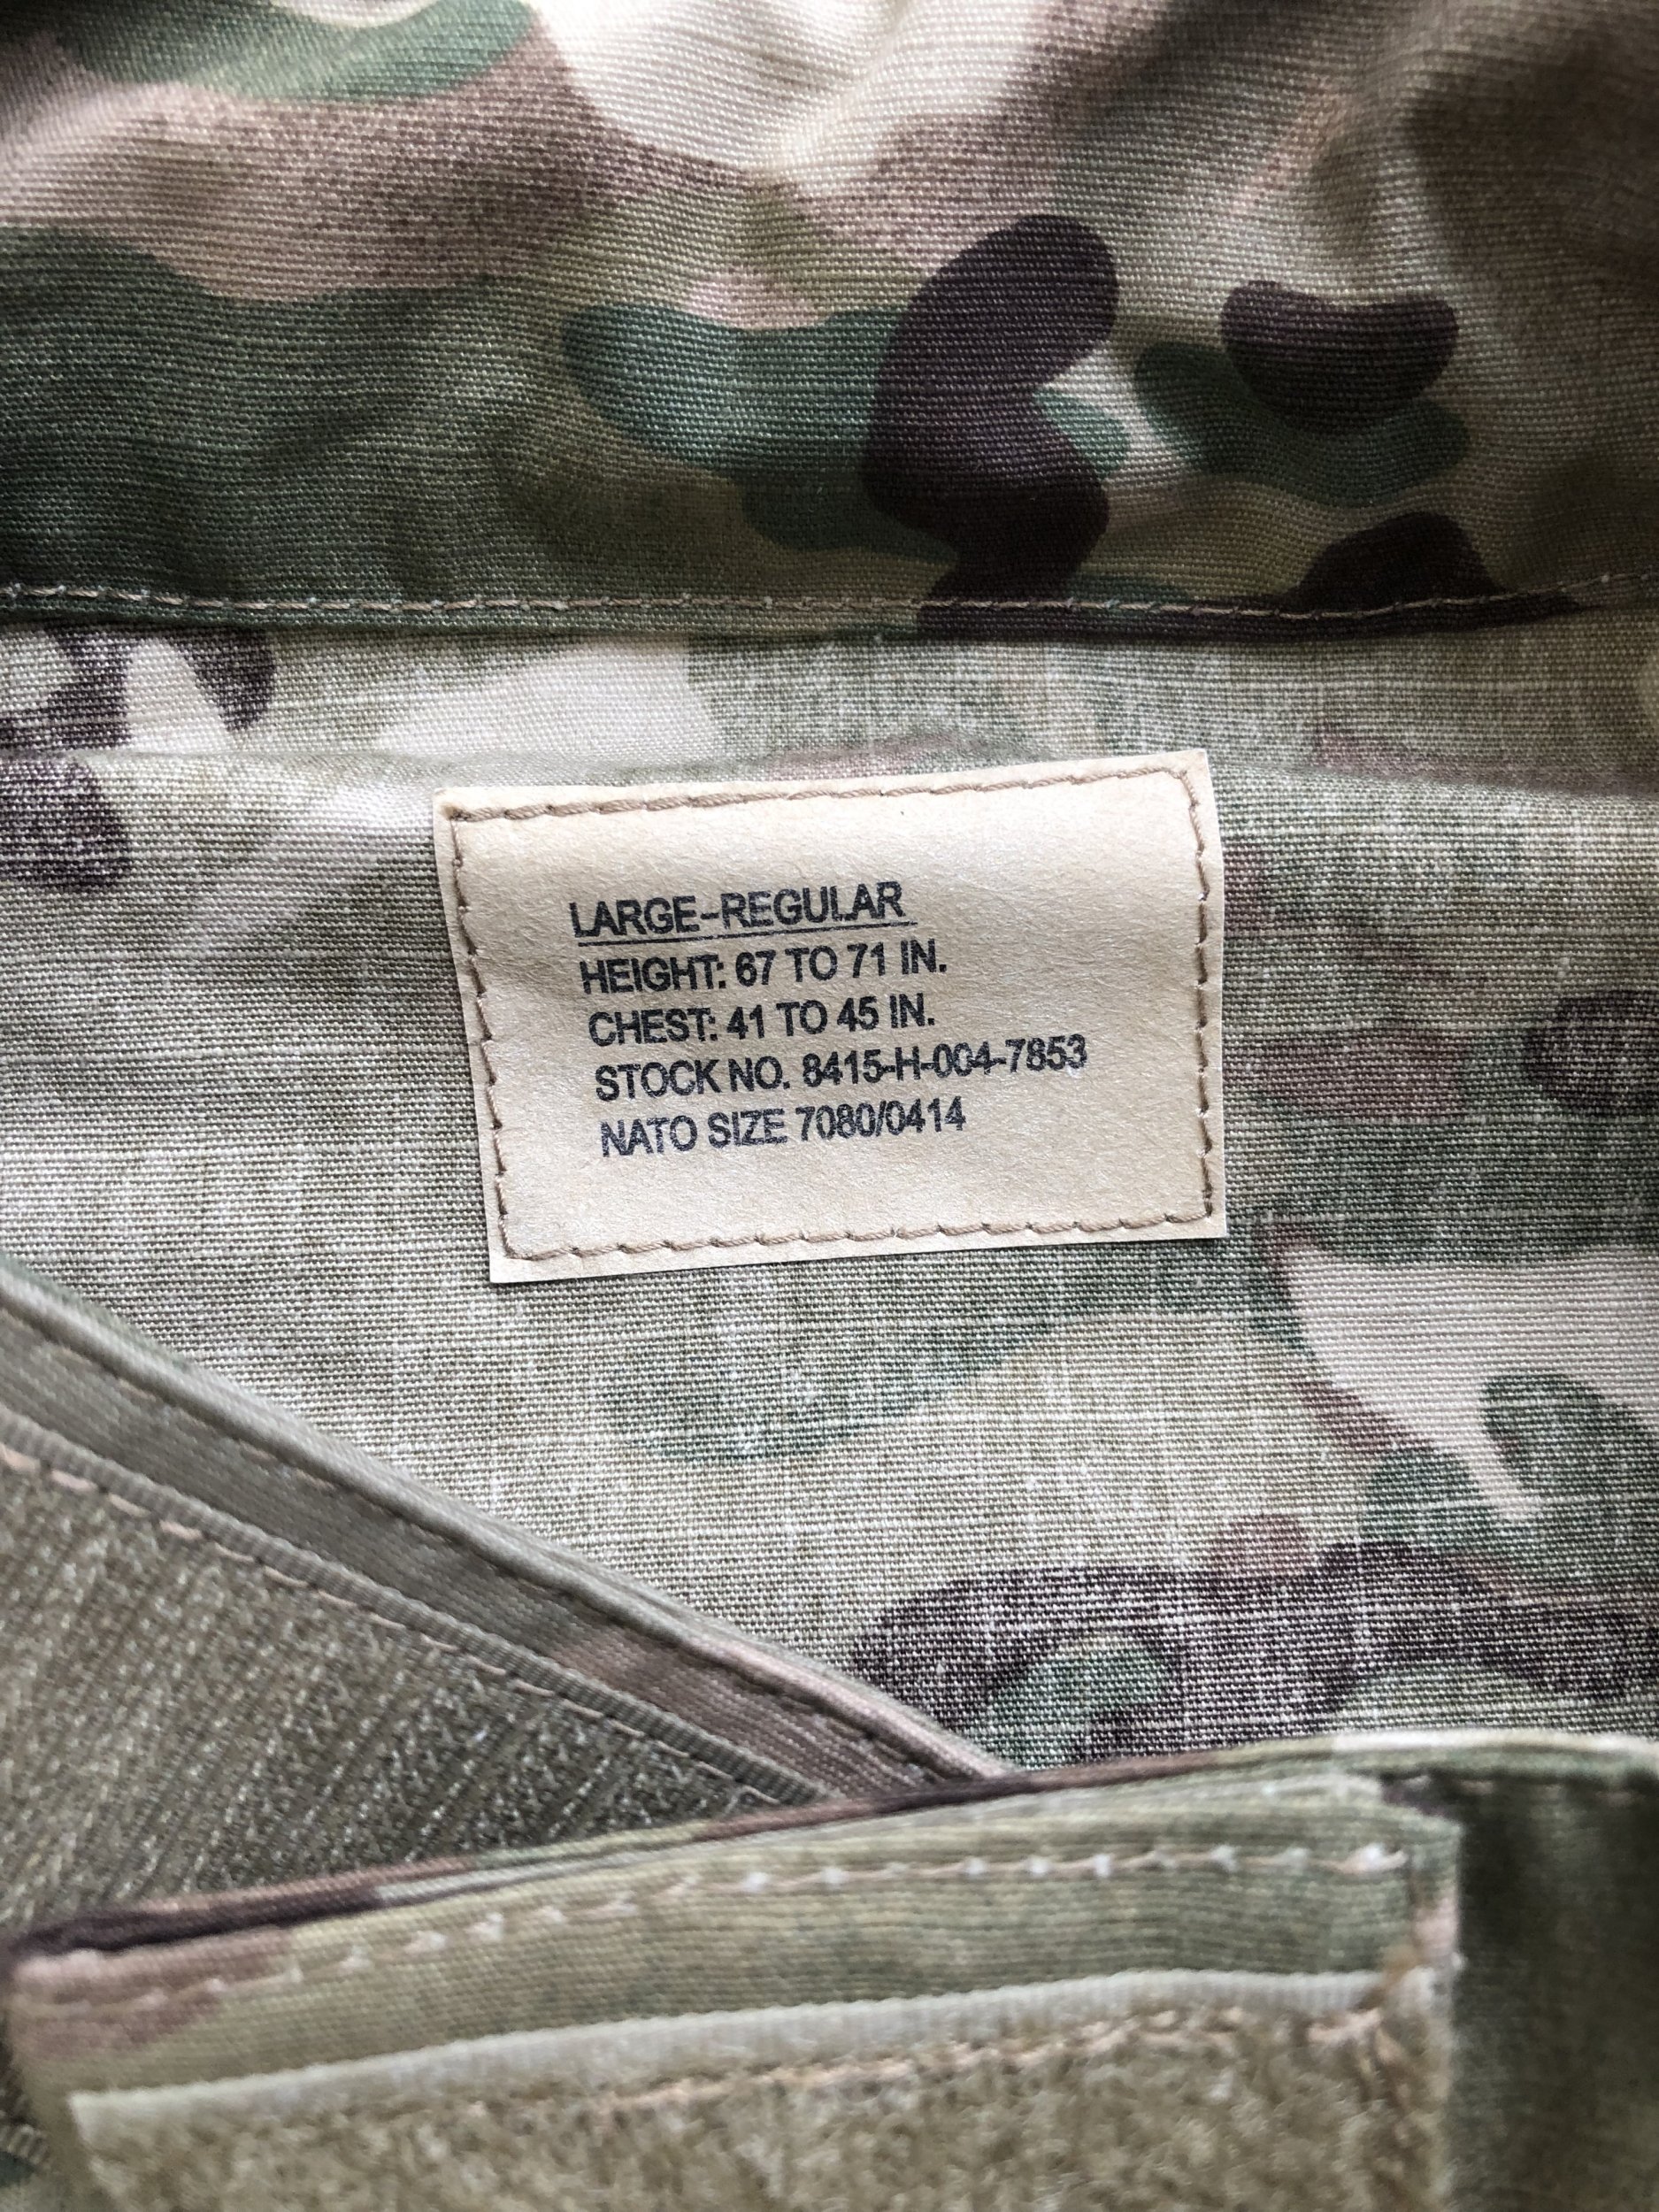 LARGE-REGULAR
HEIGHT: 67 TO 71 IN.
CHEST: 41 TO 45 IN.
STOCK NO. 8415-H-004-7853
NATO SIZE 7080/0414